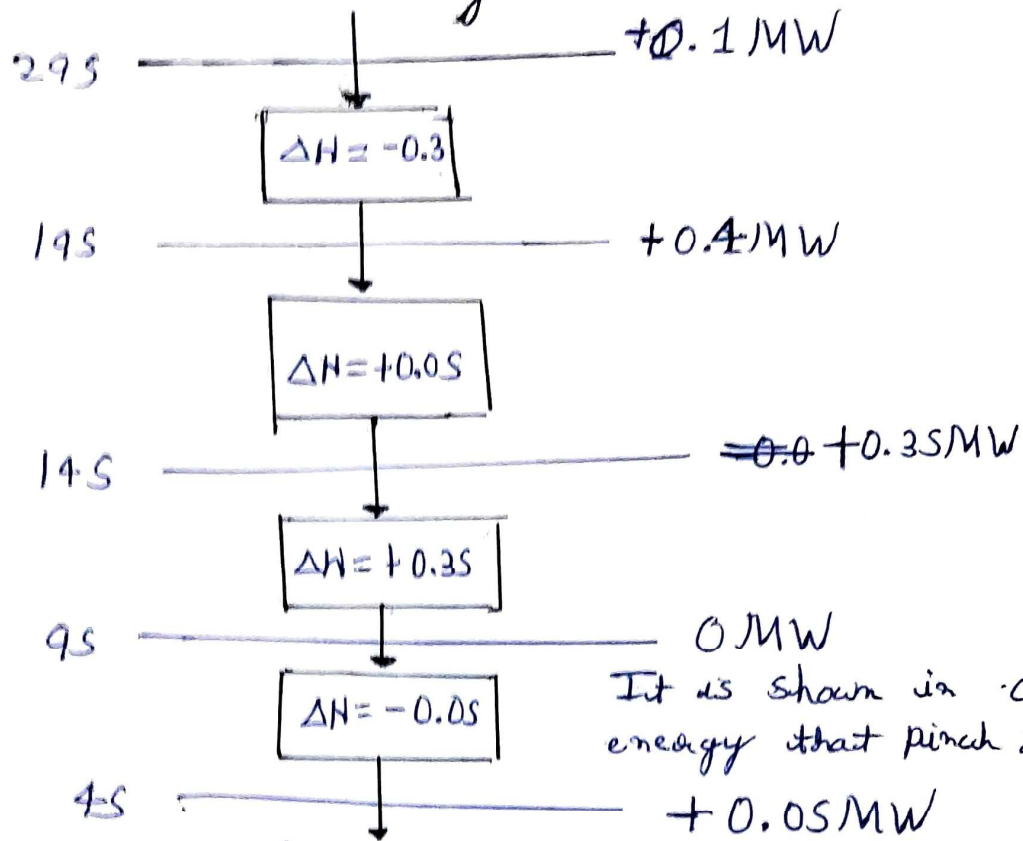 295 +0.1 MW
ΔH = -0.3
195 +0.4 MW
ΔH = +0.05
145 =0.0 +0.35 MW
ΔH = +0.35
95 0 MW
It is shown in
ΔH = -0.05
energy that pinch
45 +0.05 MW